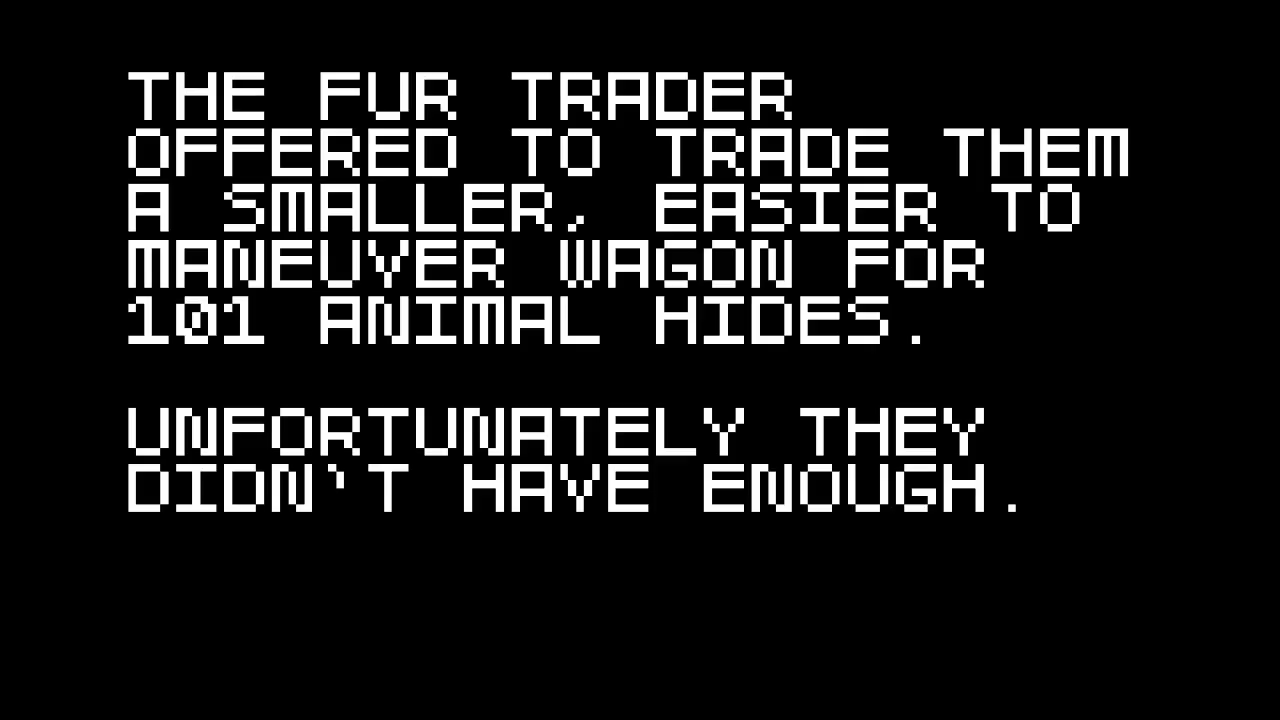 THE FUR TRADER
OFFERED TO TRADE THEM
A SMALLER, EASIER TO
MANEUVER WAGON FOR
101 ANIMAL HIDES.
UNFORTUNATELY THEY
DIDN'T HAVE ENOUGH.